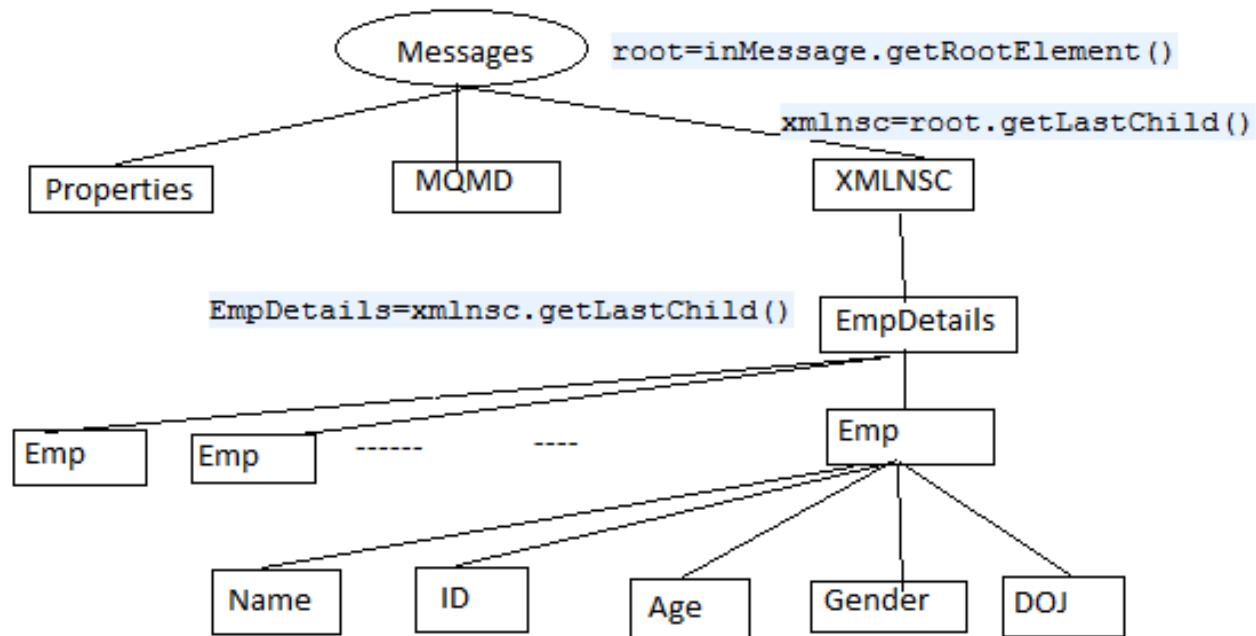 Messages
root=inMessage.getRootElement()
xmlnsc=root.getLastChild()
Properties
MQMD
XMLNSC
EmpDetails=xmlnsc.getLastChild()
EmpDetails
Emp
Emp
------
----
Emp
Name
ID
Age
Gender
DOJ